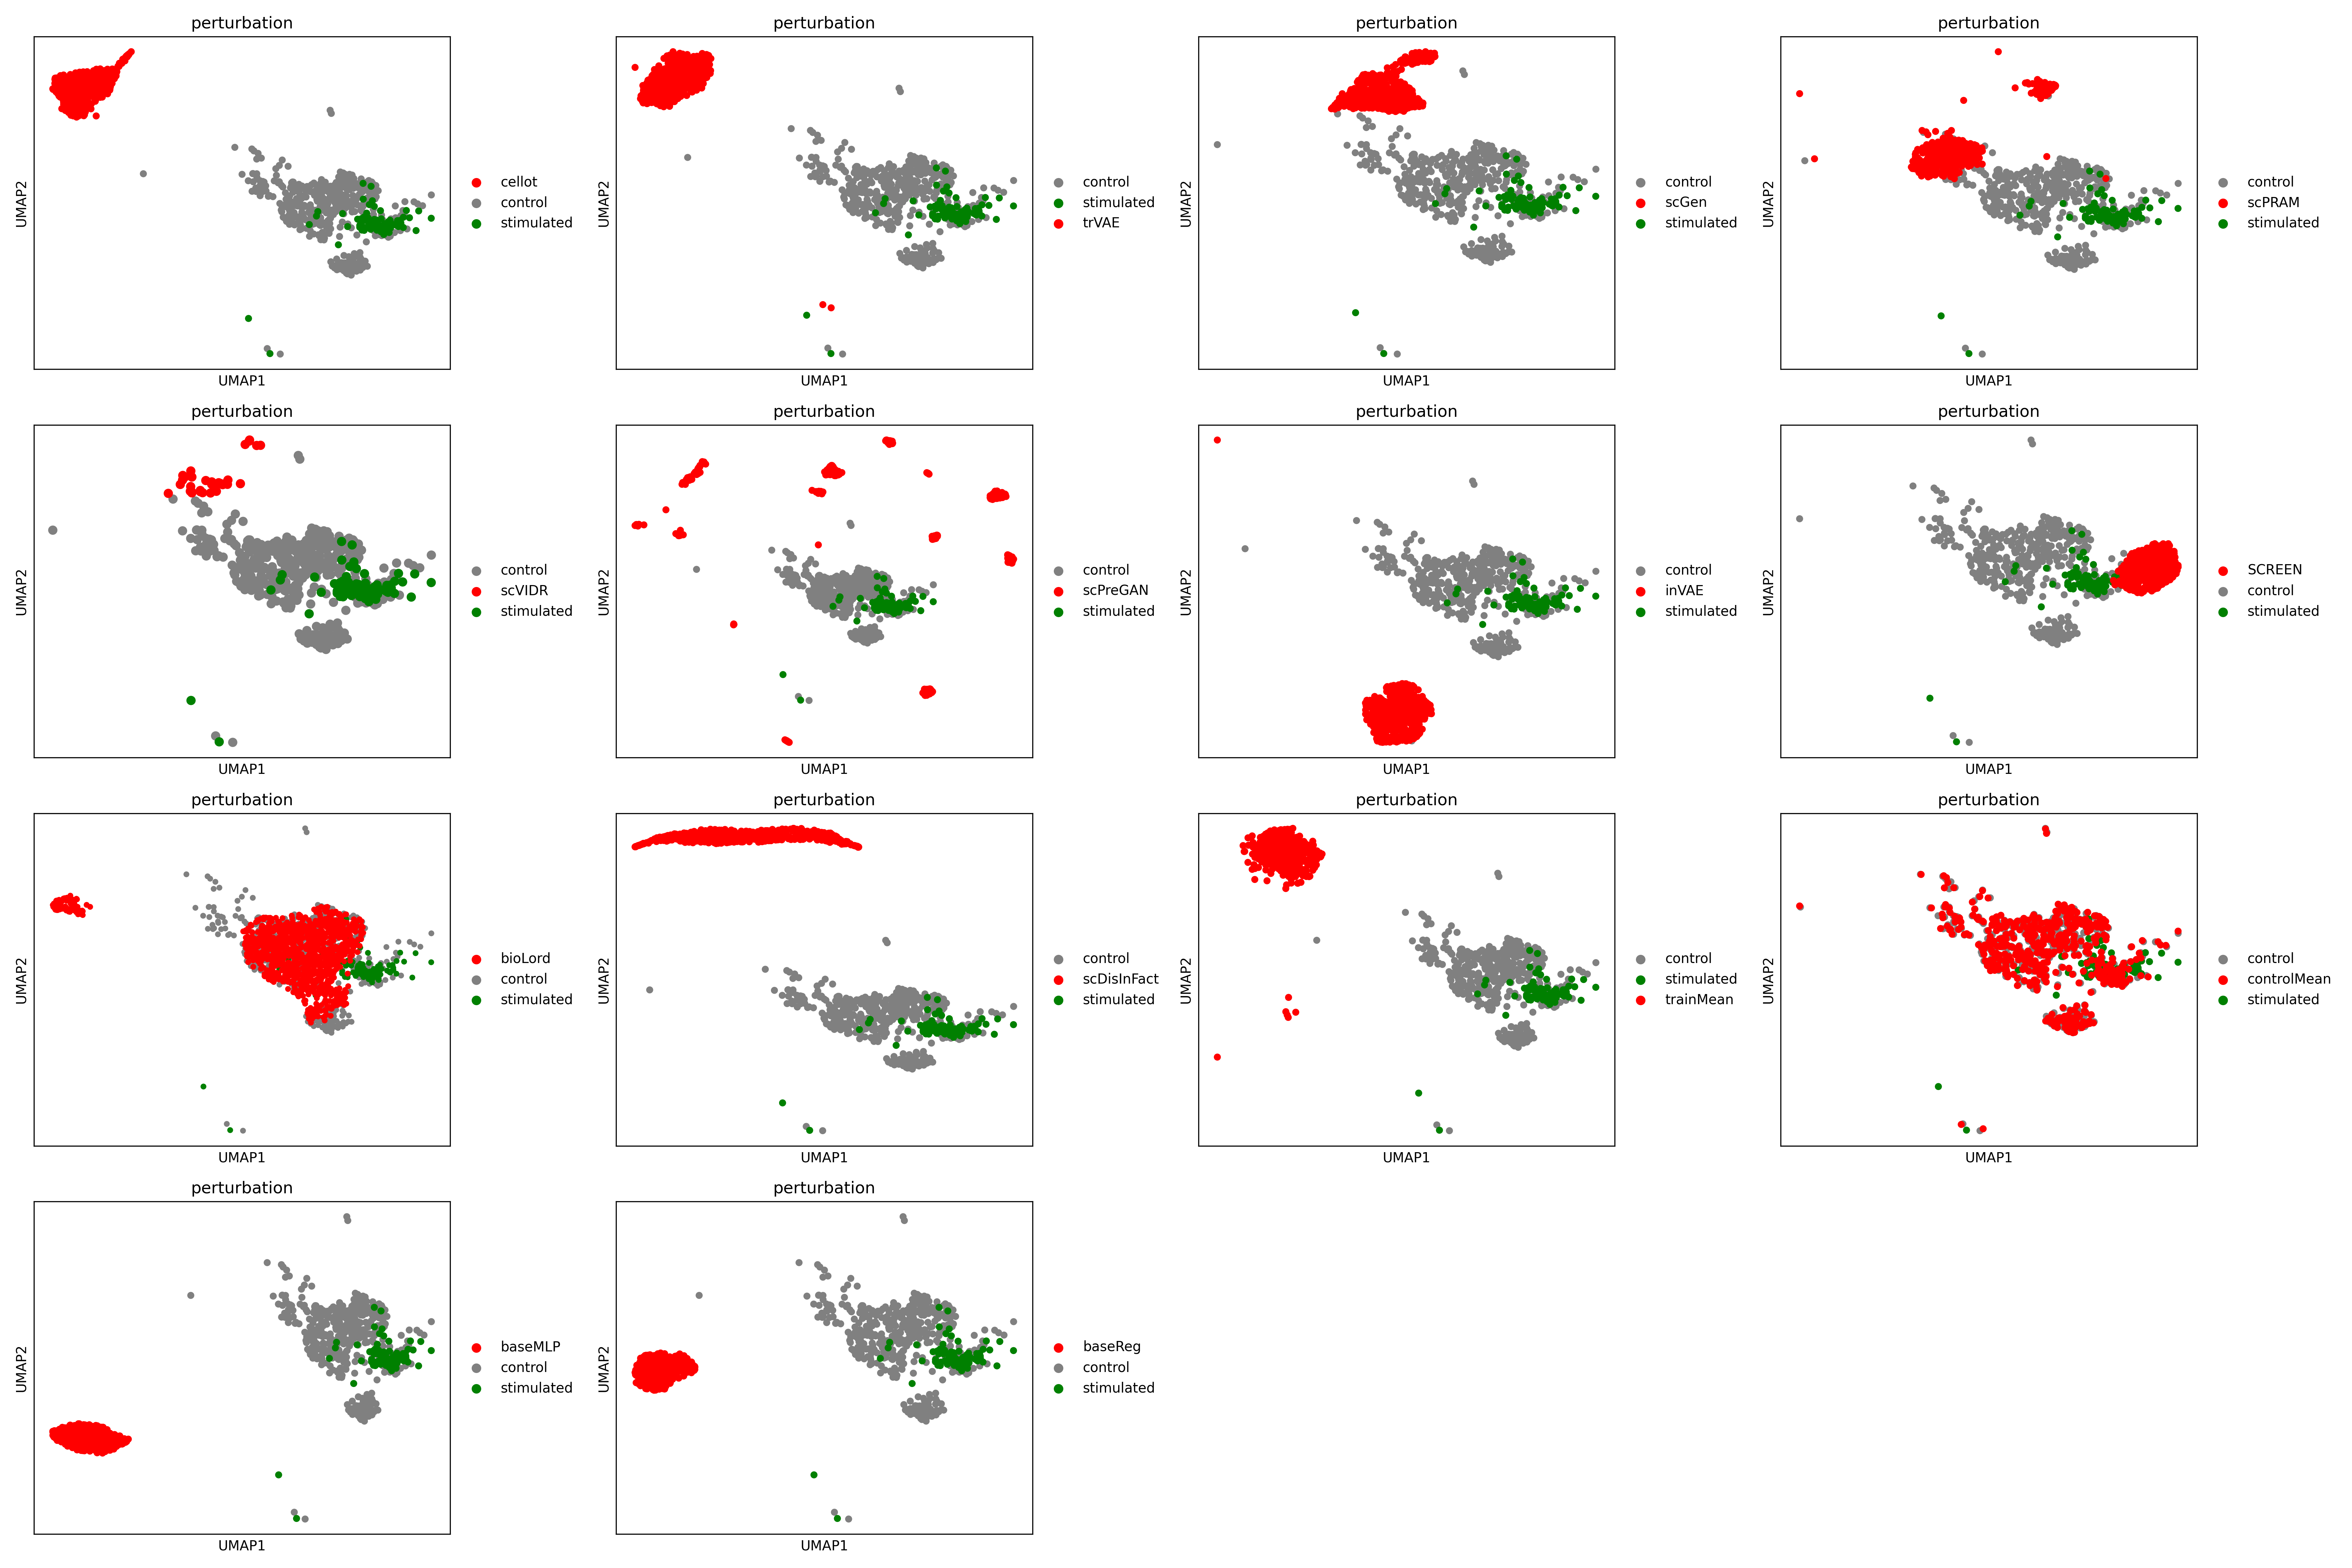 perturbation
UMAP2
UMAP1
cellot
control
stimulated
perturbation
UMAP2
UMAP1
control
stimulated
trVAE
perturbation
UMAP2
UMAP1
control
scGen
stimulated
perturbation
UMAP2
UMAP1
control
scPRAM
stimulated
perturbation
UMAP2
UMAP1
control
scVIDR
stimulated
perturbation
UMAP2
UMAP1
control
scPreGAN
stimulated
perturbation
UMAP2
UMAP1
control
inVAE
stimulated
perturbation
UMAP2
UMAP1
SCREEN
control
stimulated
perturbation
UMAP2
UMAP1
bioLord
control
stimulated
perturbation
UMAP2
UMAP1
control
scDisInFact
stimulated
perturbation
UMAP2
UMAP1
control
stimulated
trainMean
perturbation
UMAP2
UMAP1
control
controlMean
stimulated
perturbation
UMAP2
UMAP1
baseMLP
control
stimulated
perturbation
UMAP2
UMAP1
baseReg
control
stimulated